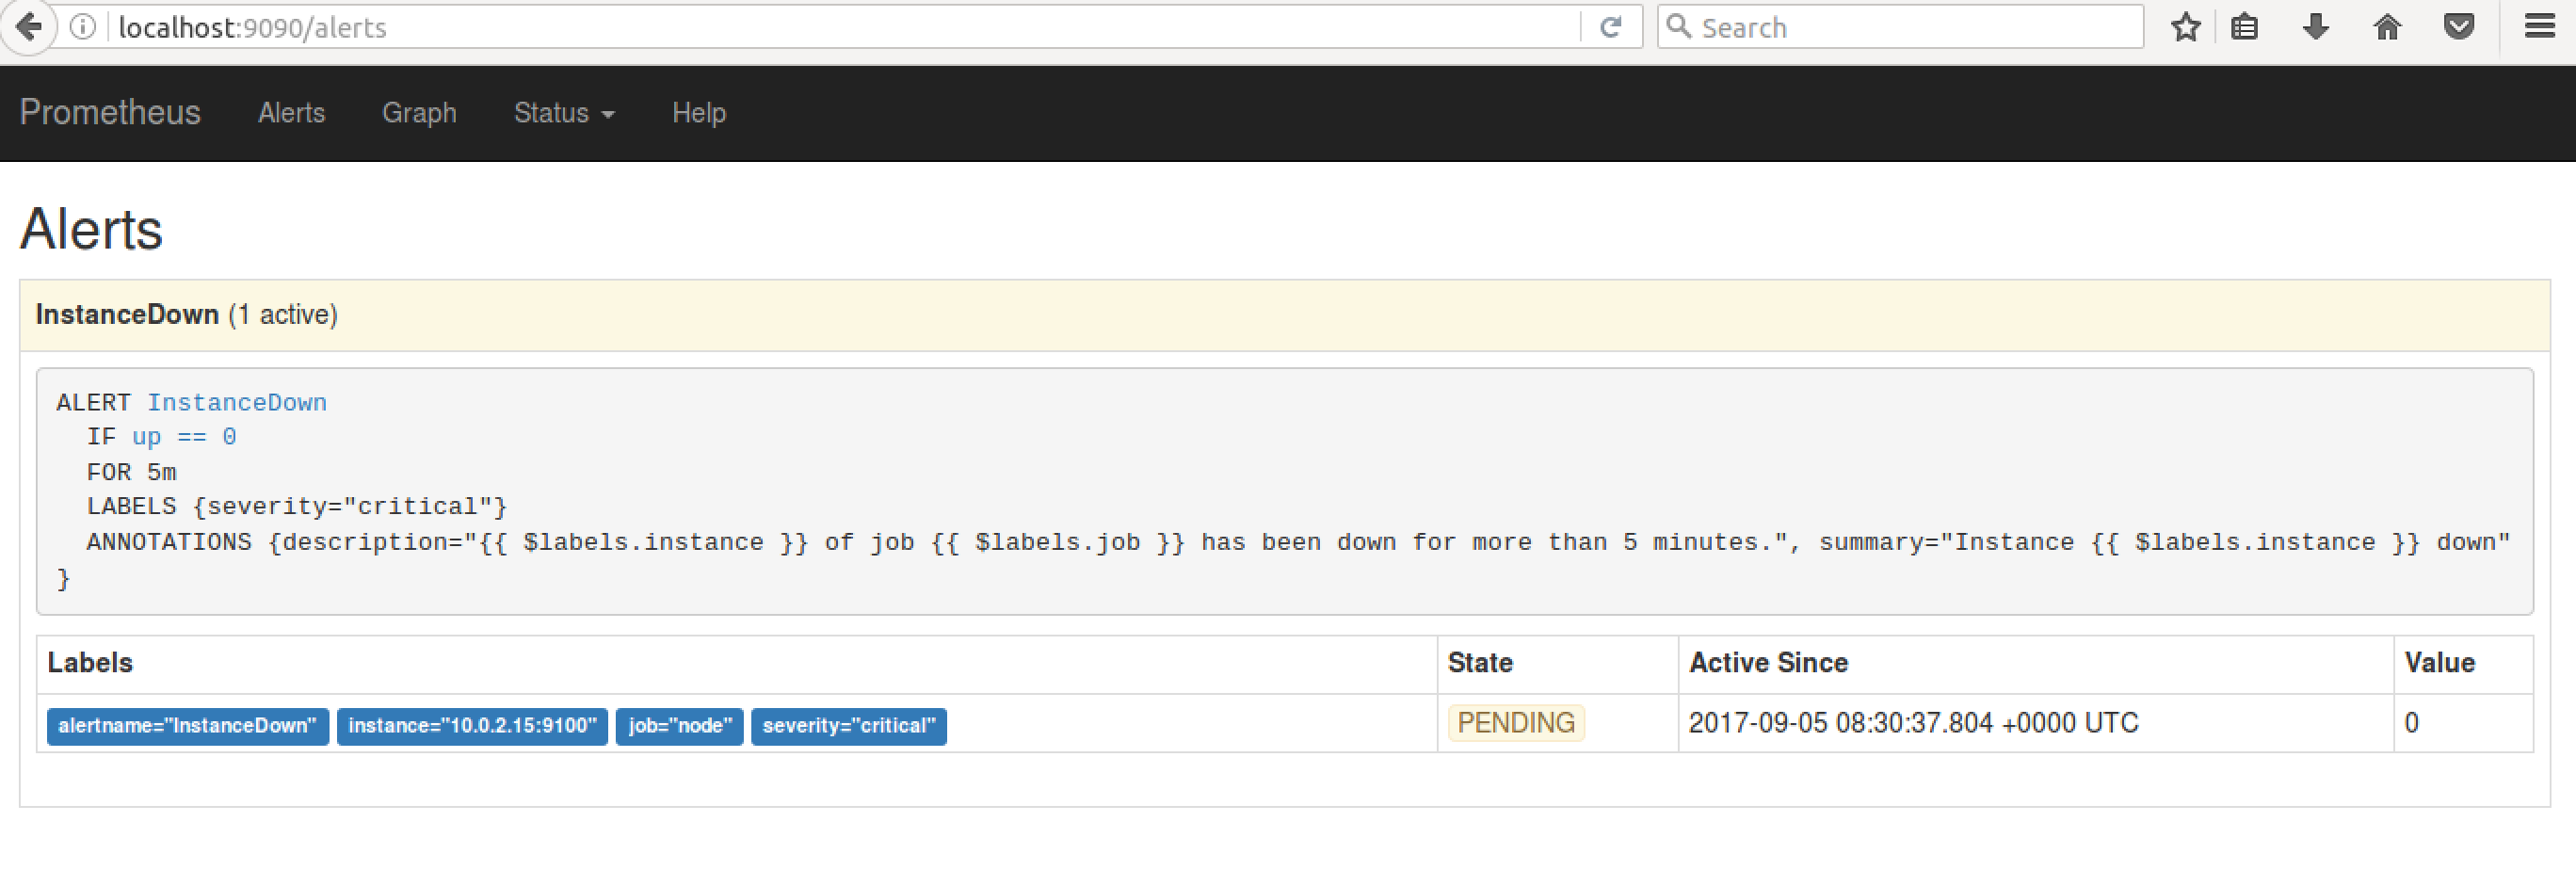 localhost:9090/alerts
Search
Prometheus Alerts Graph Status Help
Alerts
InstanceDown (1 active)
ALERT InstanceDown
IF up == 0
FOR 5m
LABELS {severity="critical"}
ANNOTATIONS {description="{{ $labels.instance }} of job {{ $labels.job }} has been down for more than 5 minutes.", summary="Instance {{ $labels.instance }} down"
}
Labels State Active Since Value
alertname="InstanceDown" instance="10.0.2.15:9100" job="node" severity="critical" PENDING 2017-09-05 08:30:37.804 +0000 UTC 0